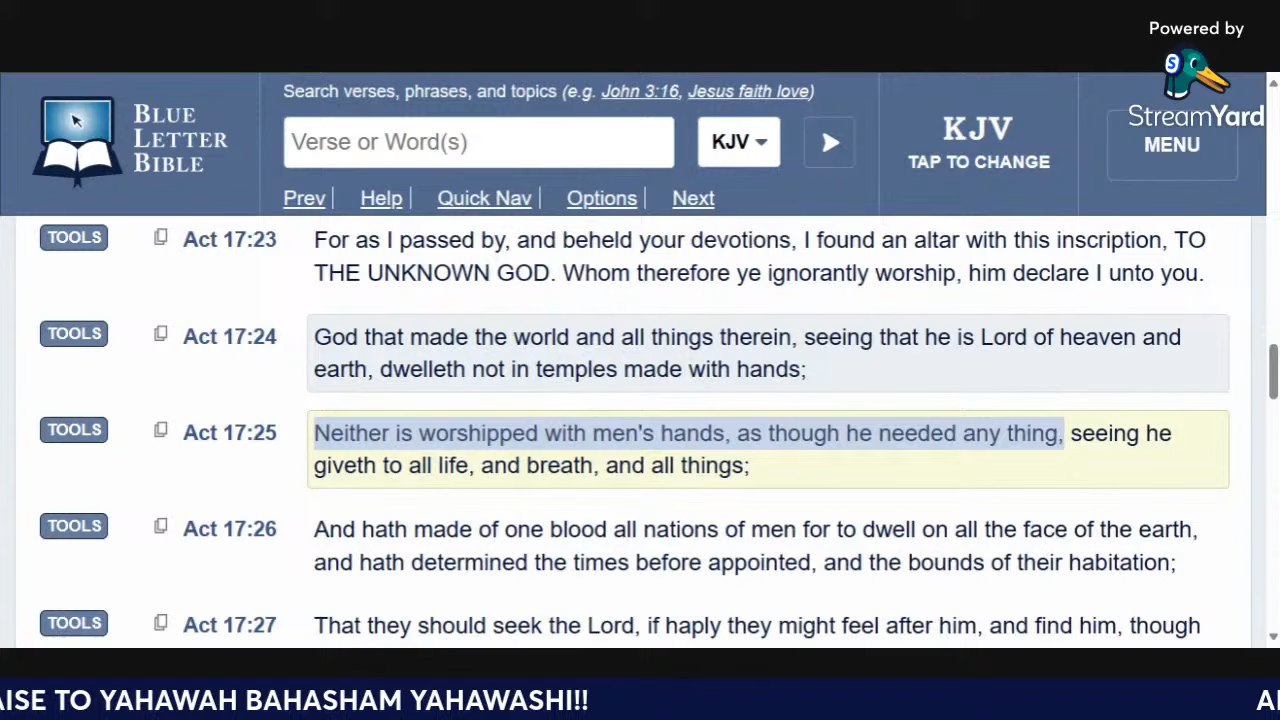 Powered by
StreamYard
BLUE
LETTER
BIBLE
Search verses, phrases, and topics (e.g. John 3:16, Jesus faith love)
Verse or Word(s)
KJV
KJV
TAP TO CHANGE
MENU
Prev Help Quick Nav Options Next
TOOLS Act 17:23 For as I passed by, and beheld your devotions, I found an altar with this inscription, TO
THE UNKNOWN GOD. Whom therefore ye ignorantly worship, him declare I unto you.
TOOLS Act 17:24 God that made the world and all things therein, seeing that he is Lord of heaven and
earth, dwelleth not in temples made with hands;
TOOLS Act 17:25 Neither is worshipped with men's hands, as though he needed any thing, seeing he
giveth to all life, and breath, and all things;
TOOLS Act 17:26 And hath made of one blood all nations of men for to dwell on all the face of the earth,
and hath determined the times before appointed, and the bounds of their habitation;
TOOLS Act 17:27 That they should seek the Lord, if haply they might feel after him, and find him, though
AISE TO YAHAWAH BAHASHAM YAHAWASHI!!